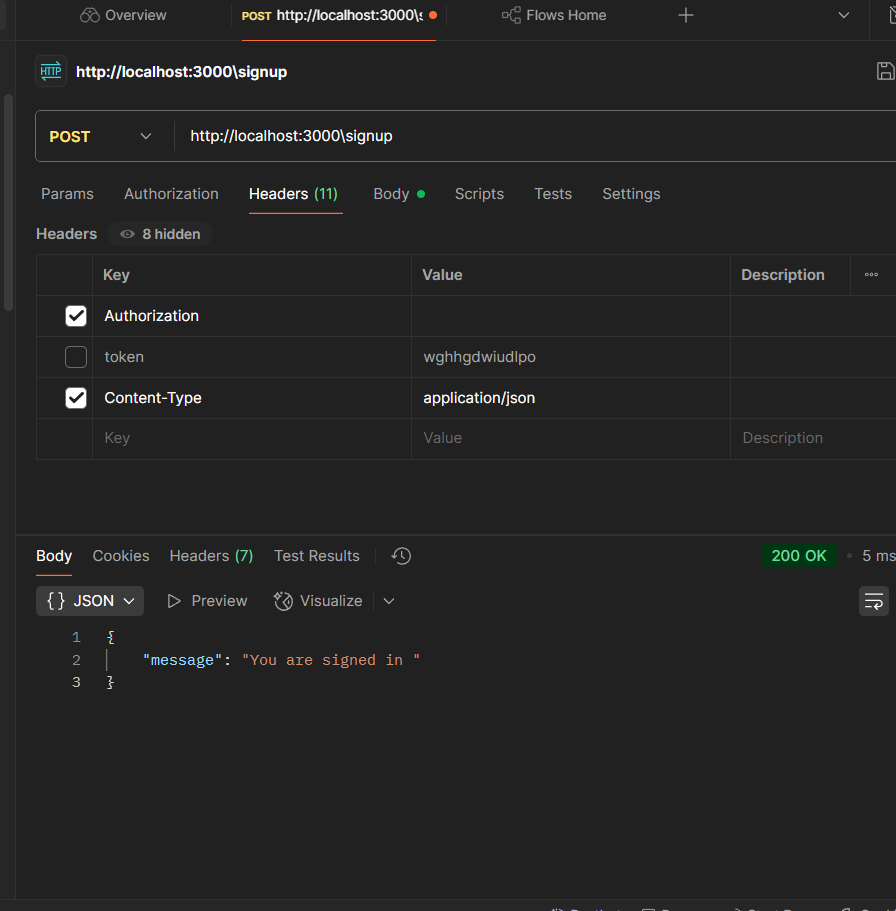 Overview POST http://localhost:3000\s Flows Home
HTTP http://localhost:3000\signup
POST http://localhost:3000\signup
Params Authorization Headers (11) Body Scripts Tests Settings
Headers 8 hidden
Key Value Description
Authorization
token wghhgdwiudlpo
Content-Type application/json
Key Value Description
Body Cookies Headers (7) Test Results 200 OK 5 ms
{} JSON Preview Visualize
1 {
2 "message": "You are signed in "
3 }